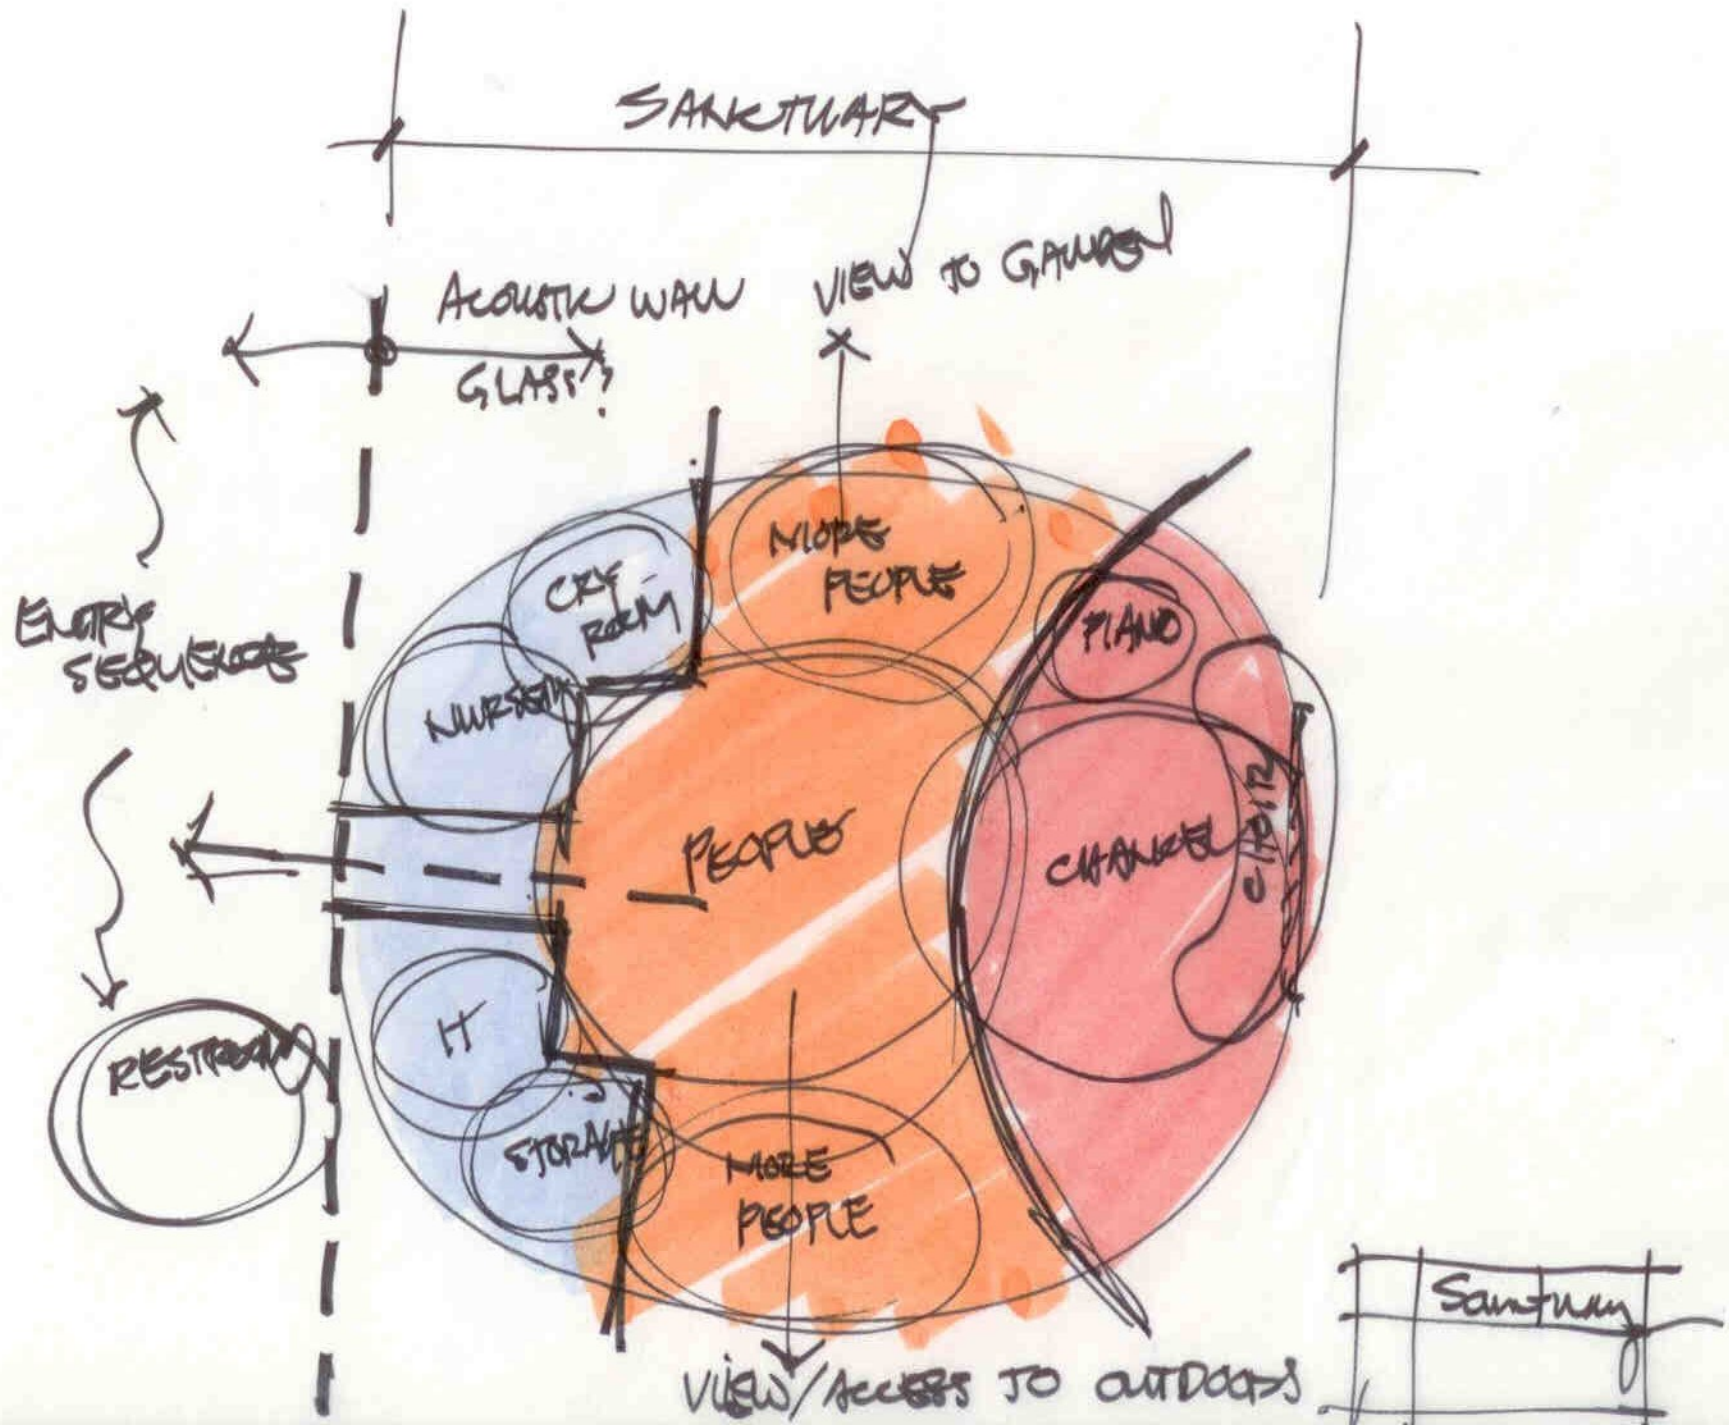 SANCTUARY
ACOUSTIC WALL
GLASS?
VIEW TO GARDEN
ENTRY
SEQUENCE
CRY
ROOM
MORE
PEOPLE
PIANO
NURSERY
PEOPLE
CHANCEL
CHOIR
IT
RESTROOM
STORAGE
MORE
PEOPLE
VIEW/ACCESS TO OUTDOORS
Sanctuary